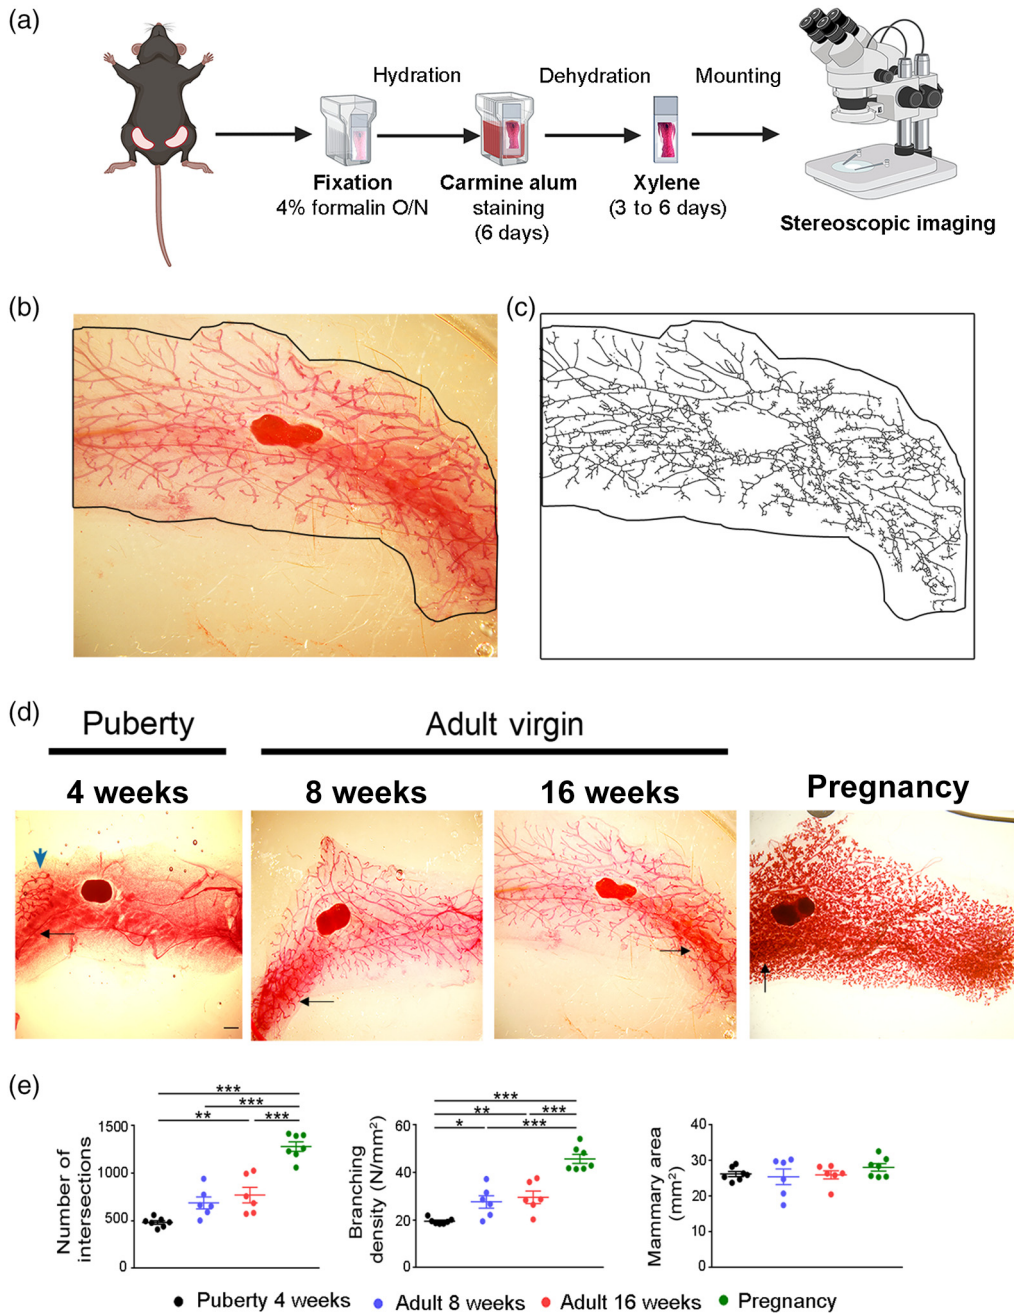 (a)
Hydration
Dehydration
Mounting
Fixation
4% formalin O/N
Carmine alum
staining
(6 days)
Xylene
(3 to 6 days)
Stereoscopic imaging
(b)
(c)
(d)
Puberty
Adult virgin
4 weeks
8 weeks
16 weeks
Pregnancy
(e)
***
***
**
***
Number of
intersections
1500
1000
500
0
***
**
***
*
***
Branching
density (N/mm²)
60
40
20
0
Mammary area
(mm²)
40
30
20
10
0
Puberty 4 weeks
Adult 8 weeks
Adult 16 weeks
Pregnancy